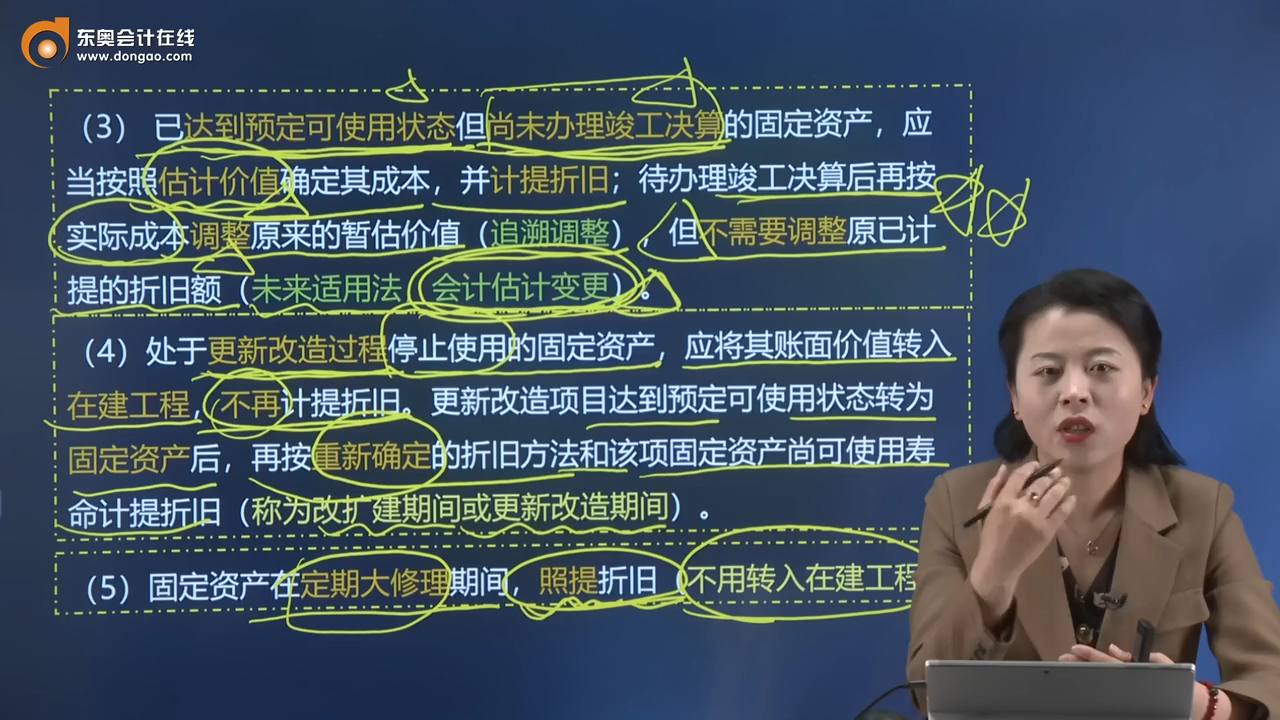 东奥会计在线
www.dongao.com
（3） 已达到预定可使用状态但尚未办理竣工决算的固定资产，应
当按照估计价值确定其成本，并计提折旧；待办理竣工决算后再按
实际成本调整原来的暂估价值（追溯调整），但不需要调整原已计
提的折旧额（未来适用法 会计估计变更）。
（4）处于更新改造过程停止使用的固定资产，应将其账面价值转入
在建工程，不再计提折旧。更新改造项目达到预定可使用状态转为
固定资产后，再按重新确定的折旧方法和该项固定资产尚可使用寿
命计提折旧（称为改扩建期间或更新改造期间）。
（5）固定资产在定期大修理期间，照提折旧（不用转入在建工程